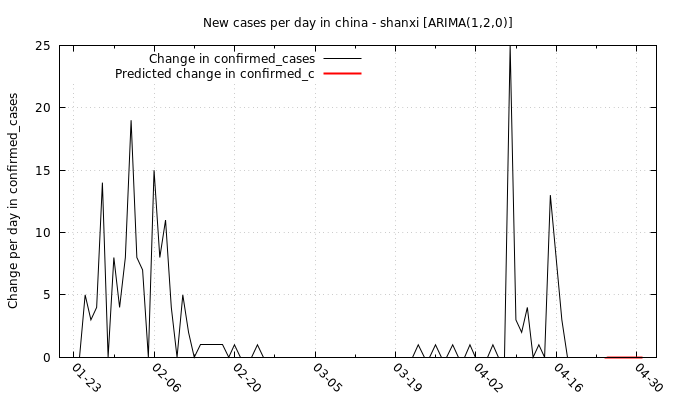 New cases per day in china - shanxi [ARIMA(1,2,0)]
Change in confirmed_cases
Predicted change in confirmed_c
Change per day in confirmed_cases
25
20
15
10
5
0
01-23 02-06 02-20 03-05 03-19 04-02 04-16 04-30